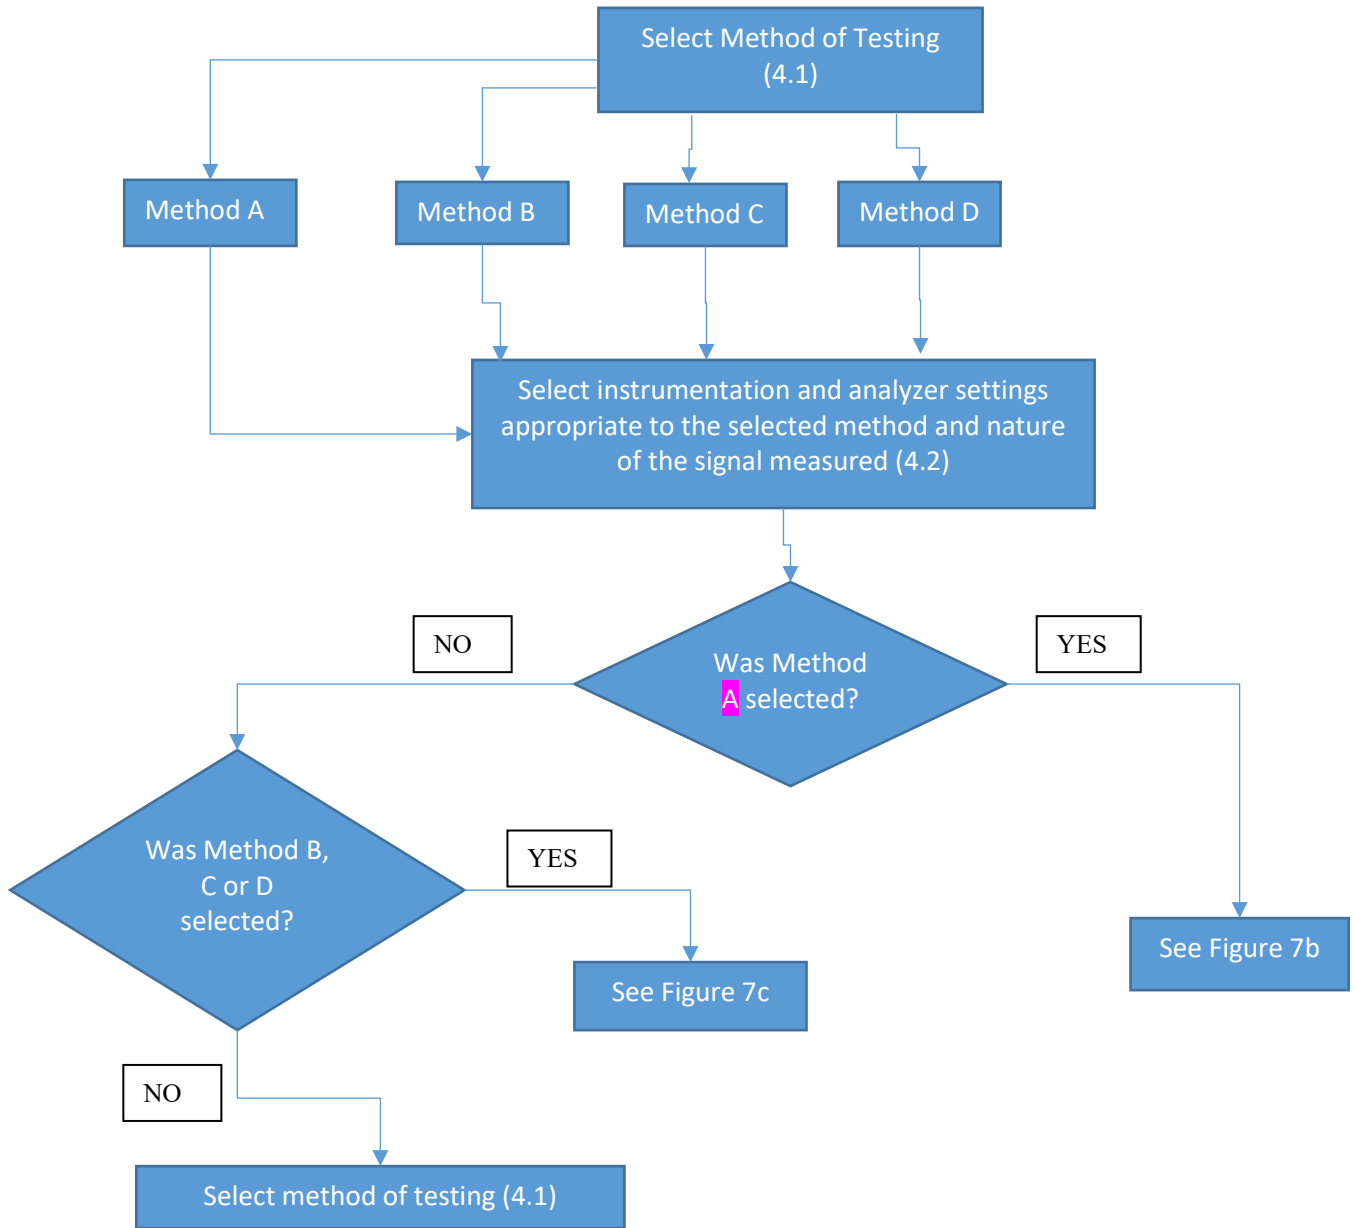 Select Method of Testing
(4.1)
Method A
Method B
Method C
Method D
Select instrumentation and analyzer settings
appropriate to the selected method and nature
of the signal measured (4.2)
NO
YES
Was Method
A selected?
Was Method B,
C or D
selected?
YES
See Figure 7b
See Figure 7c
NO
Select method of testing (4.1)